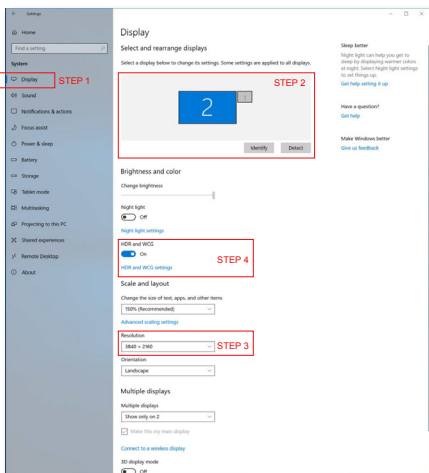 Settings
Home
Find a setting
System
Display
STEP 1
Sound
Notifications & actions
Focus assist
Power & sleep
Battery
Storage
Tablet mode
Multitasking
Projecting to this PC
Shared experiences
Remote Desktop
About
Display
Select and rearrange displays
Select a display below to change its settings. Some settings are applied to all displays.
STEP 2
2
1
Identify
Detect
Brightness and color
Change brightness
Night light
Off
Night light settings
HDR and WCG
On
STEP 4
HDR and WCG settings
Scale and layout
Change the size of text, apps, and other items
150% (Recommended)
Advanced scaling settings
Resolution
3840 × 2160
STEP 3
Orientation
Landscape
Multiple displays
Multiple displays
Show only on 2
Make this my main display
Connect to a wireless display
3D display mode
Off
Sleep better
Night light can help you get to
sleep by displaying warmer colors
at night. Select Night light settings
to set things up.
Get help setting it up
Have a question?
Get help
Make Windows better
Give us feedback